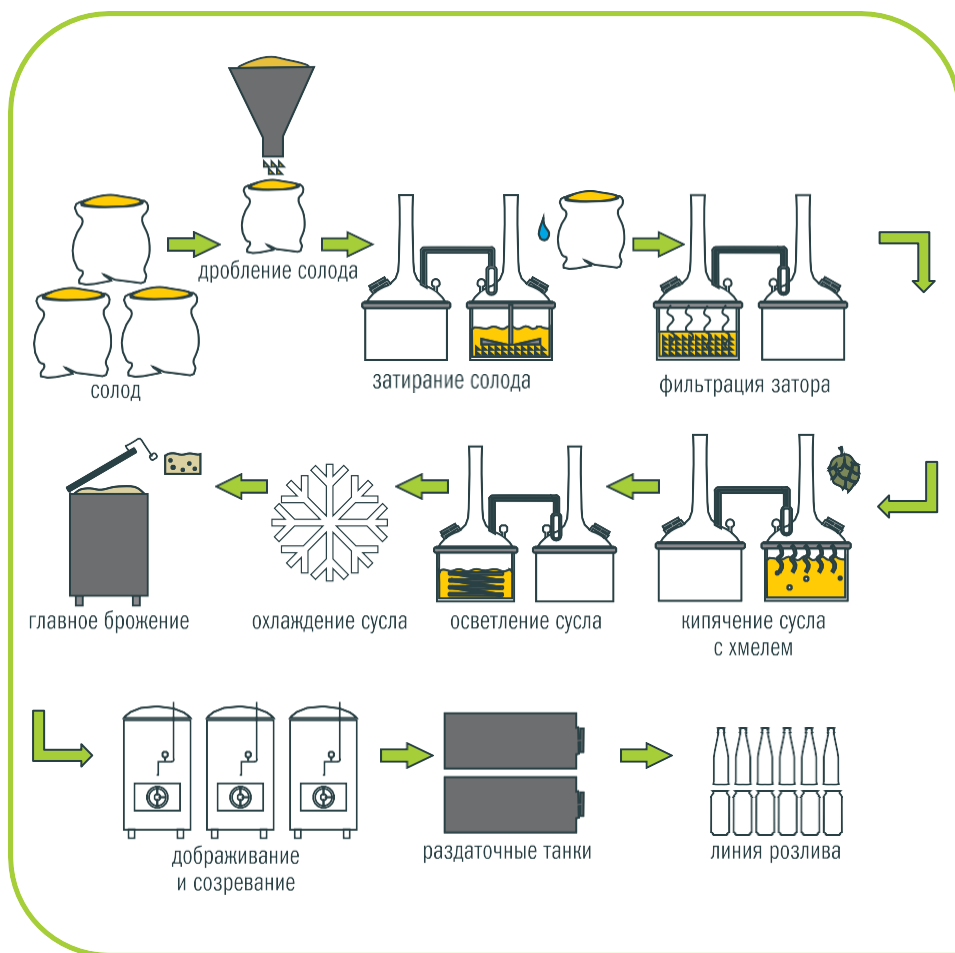 дробление солода
солод
затирание солода
фильтрация затора
главное брожение
охлаждение сусла
осветление сусла
кипячение сусла
с хмелем
дображивание
и созревание
раздаточные танки
линия розлива